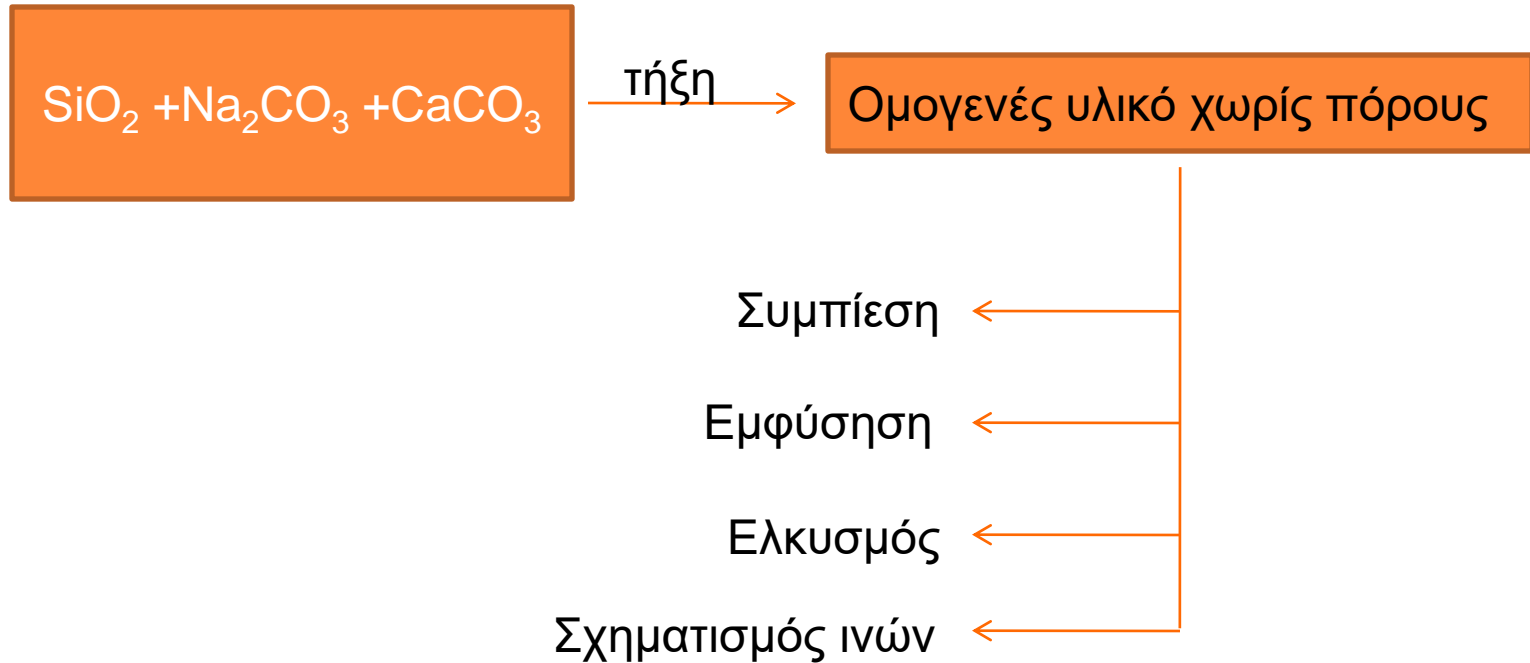 SiO₂ +Na₂CO₃ +CaCO₃
τήξη
Ομογενές υλικό χωρίς πόρους
Συμπίεση
Εμφύσηση
Ελκυσμός
Σχηματισμός ινών